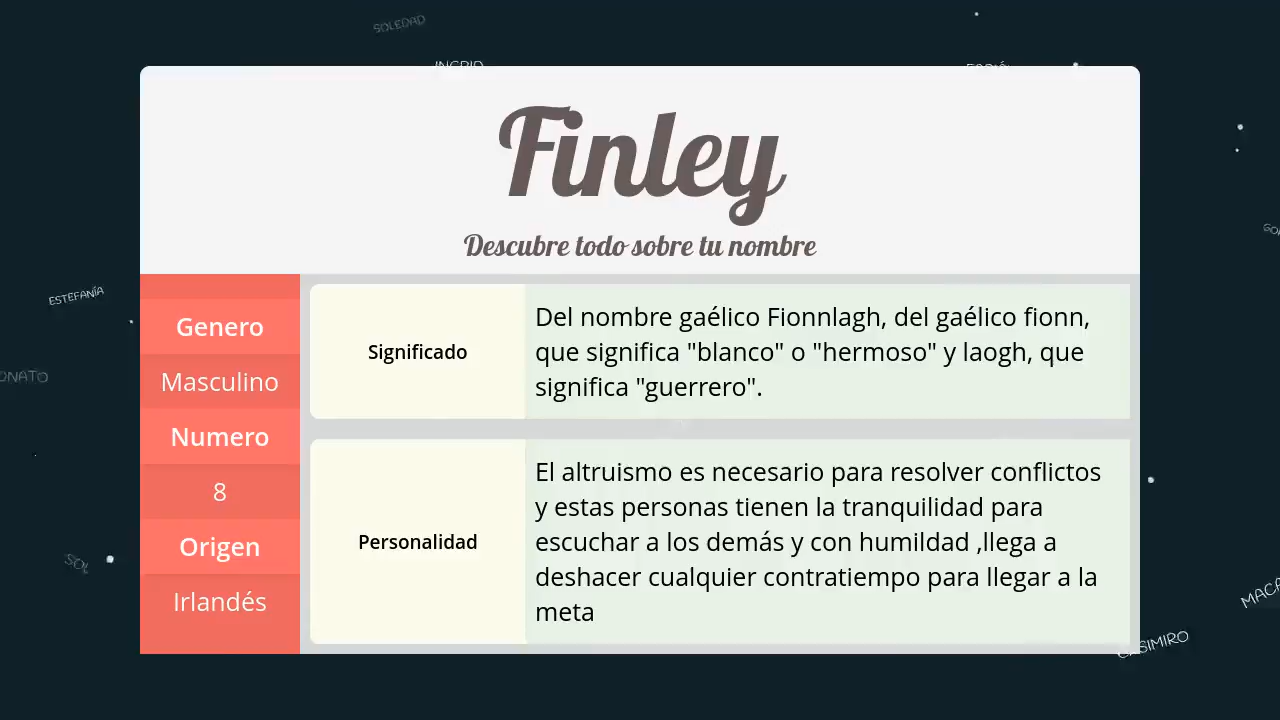 SOLEDAD
INGRID
Finley
Descubre todo sobre tu nombre
ESTEFANÍA
Genero
Masculino
Numero
8
Origen
Irlandés
Significado
Del nombre gaélico Fionnlagh, del gaélico fionn,
que significa "blanco" o "hermoso" y laogh, que
significa "guerrero".
Personalidad
El altruismo es necesario para resolver conflictos
y estas personas tienen la tranquilidad para
escuchar a los demás y con humildad ,llega a
deshacer cualquier contratiempo para llegar a la
meta
ONATO
SOL
MACA
CASIMIRO